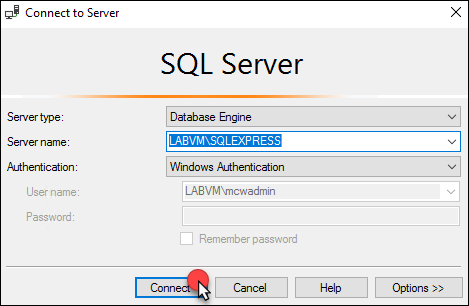 Connect to Server
SQL Server
Server type: Database Engine
Server name: LABVM\SQLEXPRESS
Authentication: Windows Authentication
User name: LABVM\mcwadmin
Password:
Remember password
Connect Cancel Help Options >>